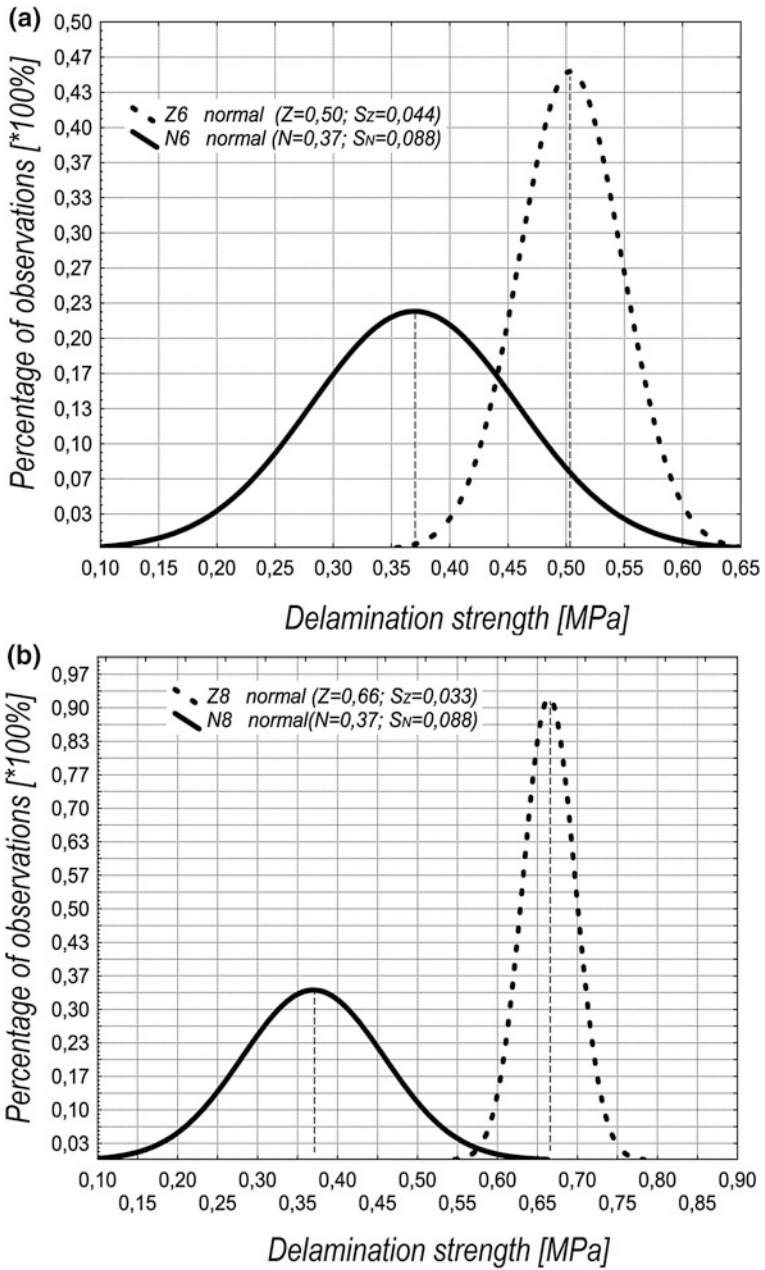 (a)
0,50
0,47
0,43
0,40
0,37
0,33
0,30
0,27
0,23
0,20
0,17
0,13
0,10
0,07
0,03
Percentage of observations [*100%]
Z6 normal (Z=0,50; SZ=0,044)
N6 normal (N=0,37; SN=0,088)
0,10 0,15 0,20 0,25 0,30 0,35 0,40 0,45 0,50 0,55 0,60 0,65
Delamination strength [MPa]
(b)
0,97
0,90
0,83
0,77
0,70
0,63
0,57
0,50
0,43
0,37
0,30
0,23
0,17
0,10
0,03
Percentage of observations [*100%]
Z8 normal (Z=0,66; SZ=0,033)
N8 normal(N=0,37; SN=0,088)
0,10 0,20 0,30 0,40 0,50 0,60 0,70 0,80 0,90
0,15 0,25 0,35 0,45 0,55 0,65 0,75 0,85
Delamination strength [MPa]